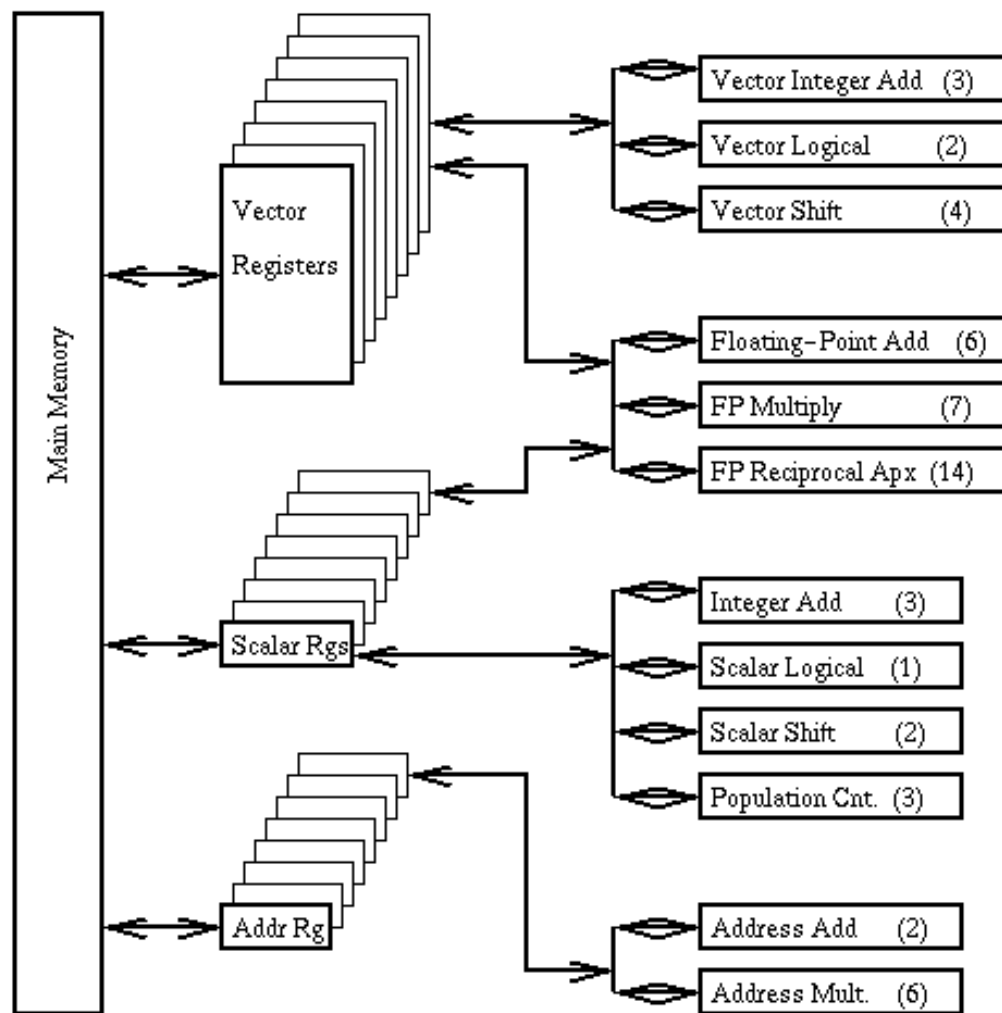 Main Memory
Vector
Registers
Scalar Rgs
Addr Rg
Vector Integer Add (3)
Vector Logical (2)
Vector Shift (4)
Floating-Point Add (6)
FP Multiply (7)
FP Reciprocal Apx (14)
Integer Add (3)
Scalar Logical (1)
Scalar Shift (2)
Population Cnt. (3)
Address Add (2)
Address Mult. (6)